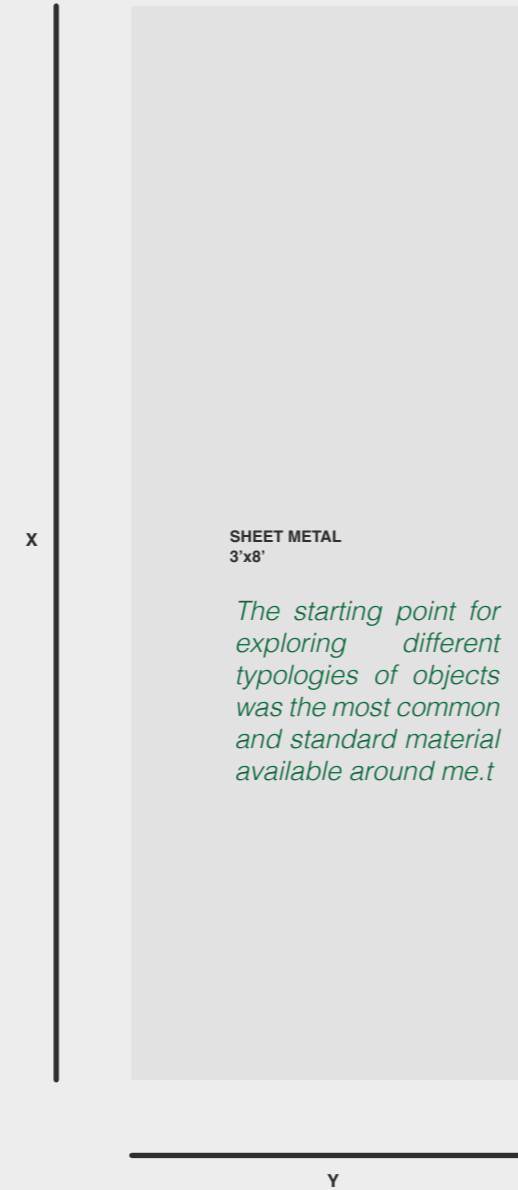 X
SHEET METAL
3’x8’
The starting point for
exploring different
typologies of objects
was the most common
and standard material
available around me.t
Y